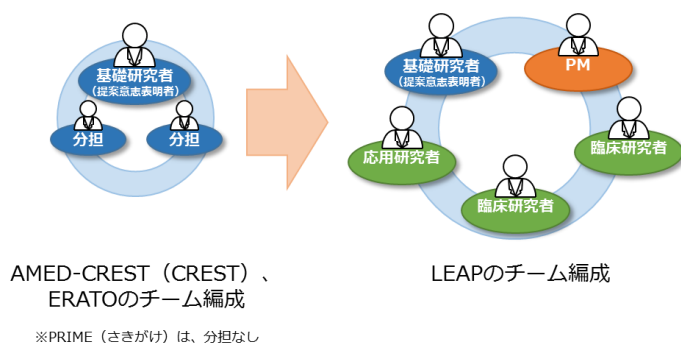 基礎研究者
（提案意志表明者）
分担
分担
AMED-CREST（CREST）、
ERATOのチーム編成
※PRIME（さきがけ）は、分担なし
基礎研究者
（提案意志表明者）
PM
応用研究者
臨床研究者
臨床研究者
LEAPのチーム編成